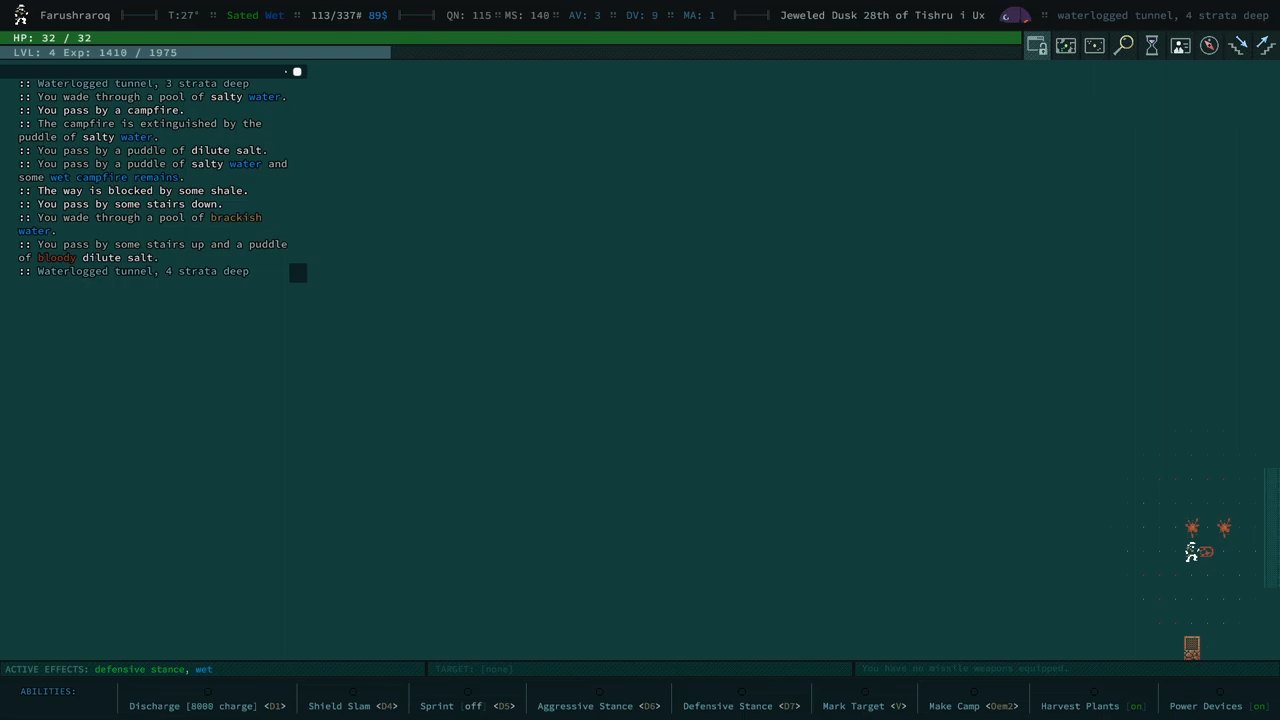 Farushraroq T:27° :: Sated Wet :: 113/337# 89$ QN: 115 :: MS: 140 AV: 3 :: DV: 9 :: MA: 1 Jeweled Dusk 28th of Tishru i Ux :: waterlogged tunnel, 4 strata deep
HP: 32 / 32
LVL: 4 Exp: 1410 / 1975
:: Waterlogged tunnel, 3 strata deep
:: You wade through a pool of salty water.
:: You pass by a campfire.
:: The campfire is extinguished by the
puddle of salty water.
:: You pass by a puddle of dilute salt.
:: You pass by a puddle of salty water and
some wet campfire remains.
:: The way is blocked by some shale.
:: You pass by some stairs down.
:: You wade through a pool of brackish
water.
:: You pass by some stairs up and a puddle
of bloody dilute salt.
:: Waterlogged tunnel, 4 strata deep
ACTIVE EFFECTS: defensive stance, wet TARGET: [none] You have no missile weapons equipped.
ABILITIES: Discharge [8000 charge] <D1> Shield Slam <D4> Sprint [off] <D5> Aggressive Stance <D6> Defensive Stance <D7> Mark Target <V> Make Camp <Oem2> Harvest Plants [on] Power Devices [on]